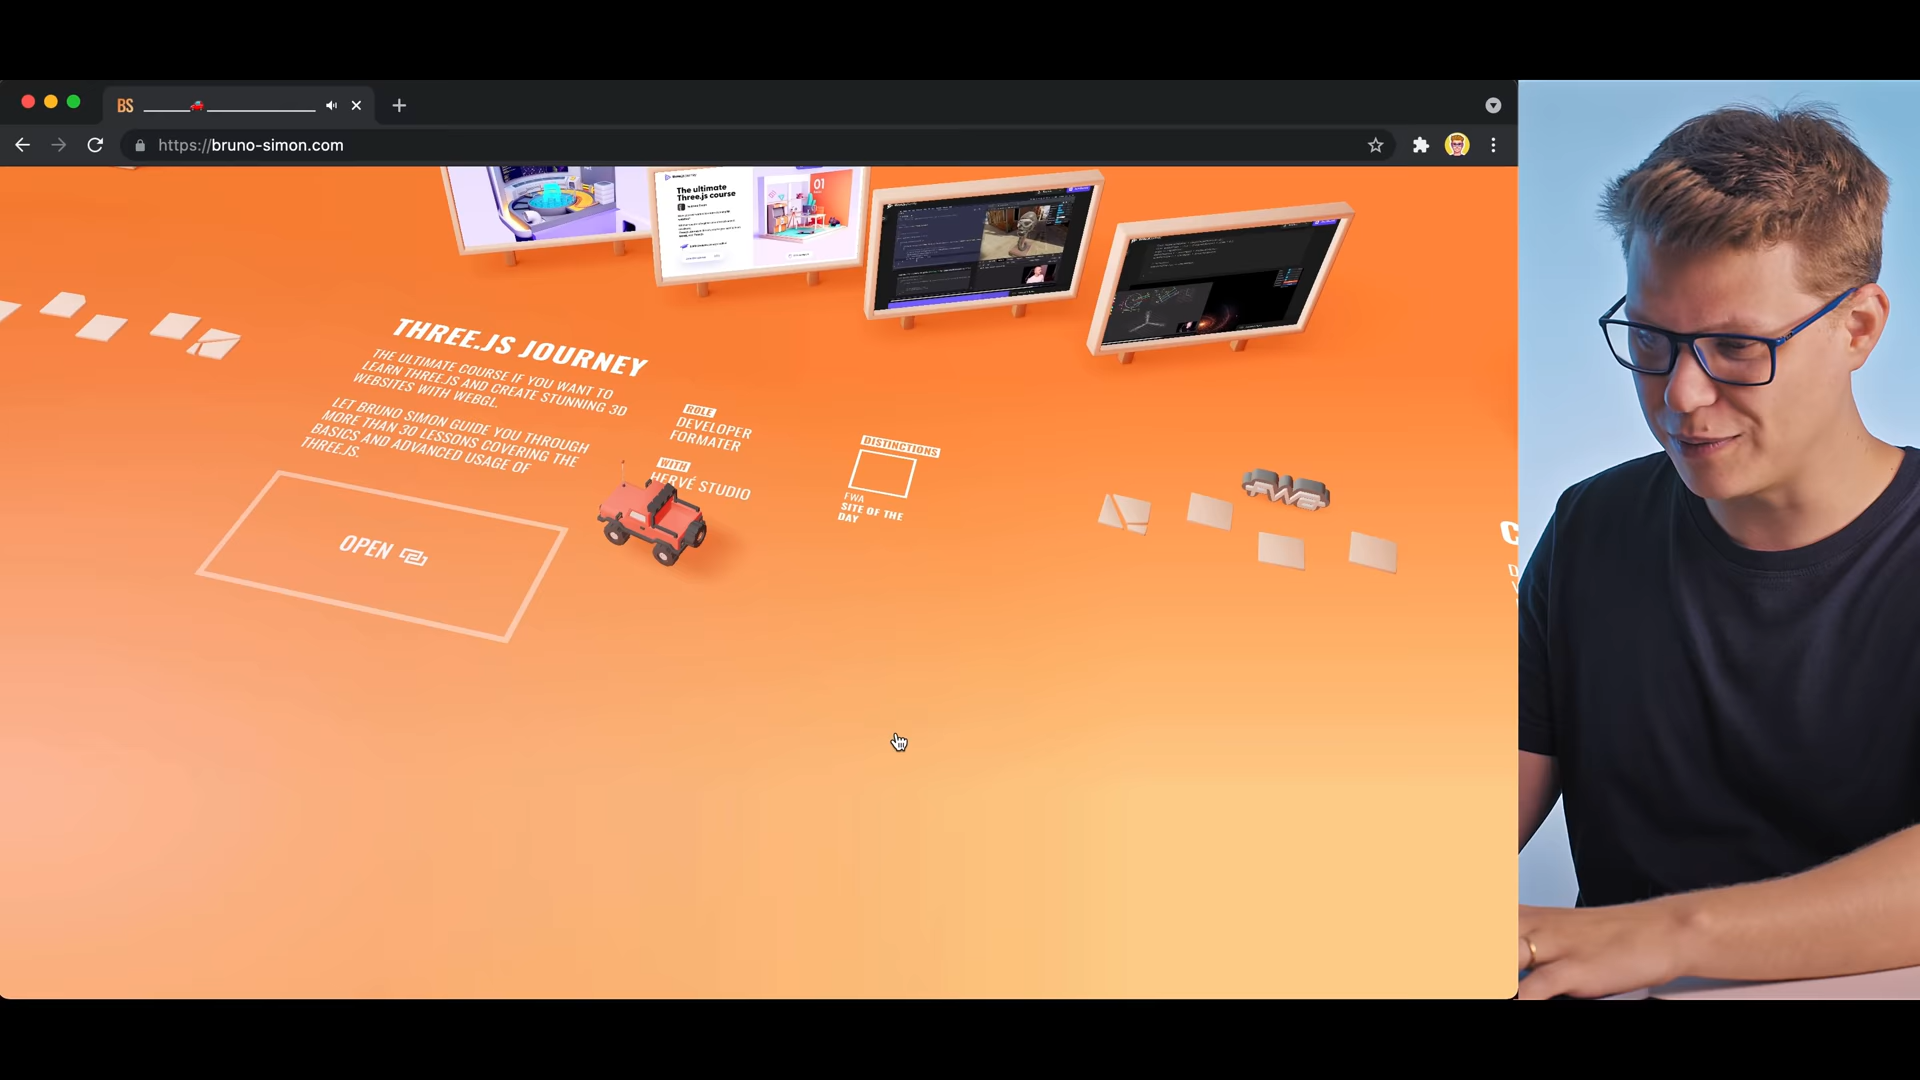 BS
https://bruno-simon.com
The ultimate
Three.js course
01
THREE.JS JOURNEY
THE ULTIMATE COURSE IF YOU WANT TO
LEARN THREE.JS AND CREATE STUNNING 3D
WEBSITES WITH WEBGL.
LET BRUNO SIMON GUIDE YOU THROUGH
MORE THAN 30 LESSONS COVERING THE
BASICS AND ADVANCED USAGE OF
THREE.JS.
ROLE
DEVELOPER
FORMATER
WITH
HERVÉ STUDIO
DISTINCTIONS
FWA
SITE OF THE
DAY
OPEN
FWA